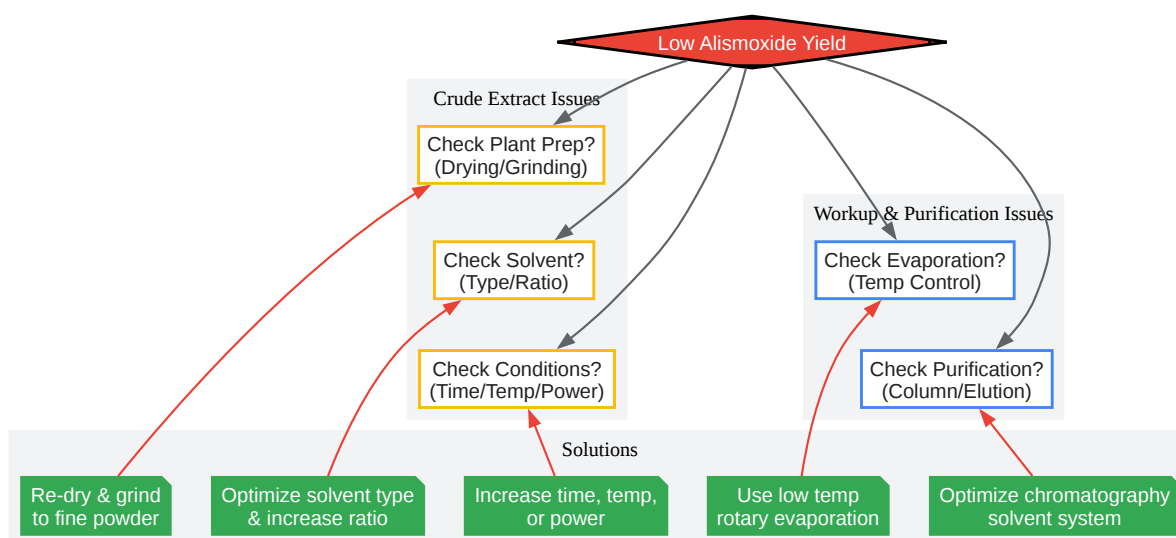 Low Alismoxide Yield
Crude Extract Issues
Check Plant Prep?
(Drying/Grinding)
Check Solvent?
(Type/Ratio)
Check Conditions?
(Time/Temp/Power)
Workup & Purification Issues
Check Evaporation?
(Temp Control)
Check Purification?
(Column/Elution)
Solutions
Re-dry & grind
to fine powder
Optimize solvent type
& increase ratio
Increase time, temp,
or power
Use low temp
rotary evaporation
Optimize chromatography
solvent system